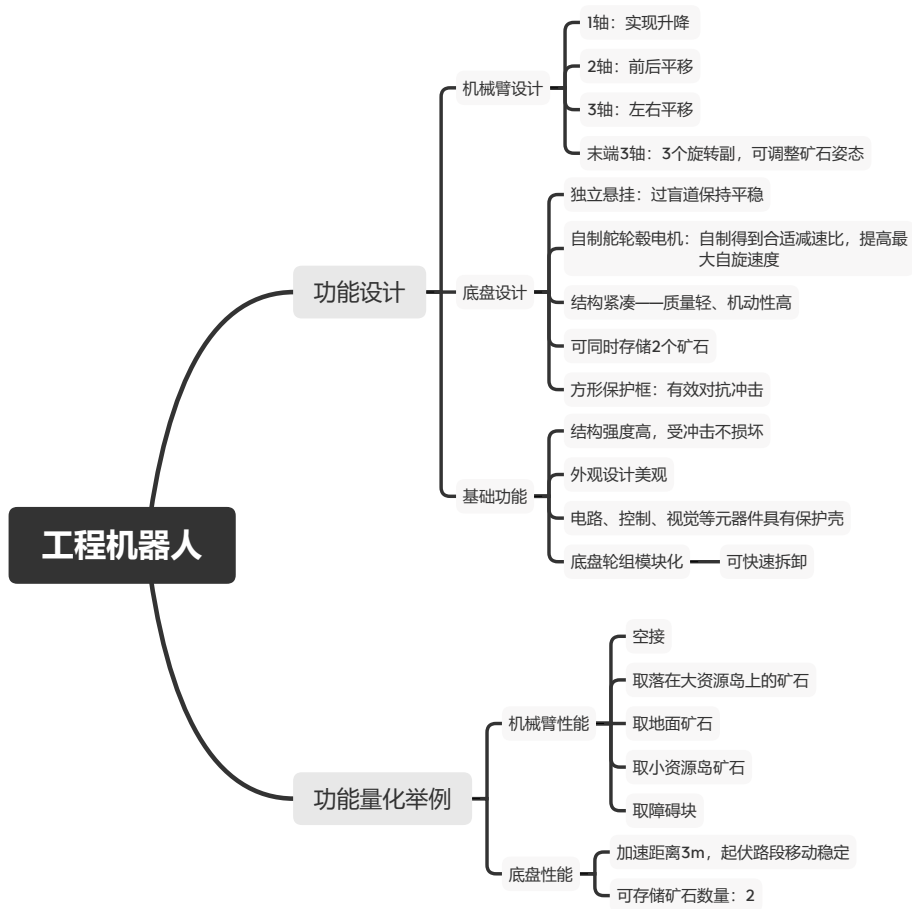 工程机器人
功能设计
机械臂设计
1轴：实现升降
2轴：前后平移
3轴：左右平移
末端3轴：3个旋转副，可调整矿石姿态
底盘设计
独立悬挂：过盲道保持平稳
自制舵轮毂电机：自制得到合适减速比，提高最
大自旋速度
结构紧凑——质量轻、机动性高
可同时存储2个矿石
方形保护框：有效对抗冲击
基础功能
结构强度高，受冲击不损坏
外观设计美观
电路、控制、视觉等元器件具有保护壳
底盘轮组模块化
可快速拆卸
功能量化举例
机械臂性能
空接
取落在大资源岛上的矿石
取地面矿石
取小资源岛矿石
取障碍块
底盘性能
加速距离3m，起伏路段移动稳定
可存储矿石数量：2